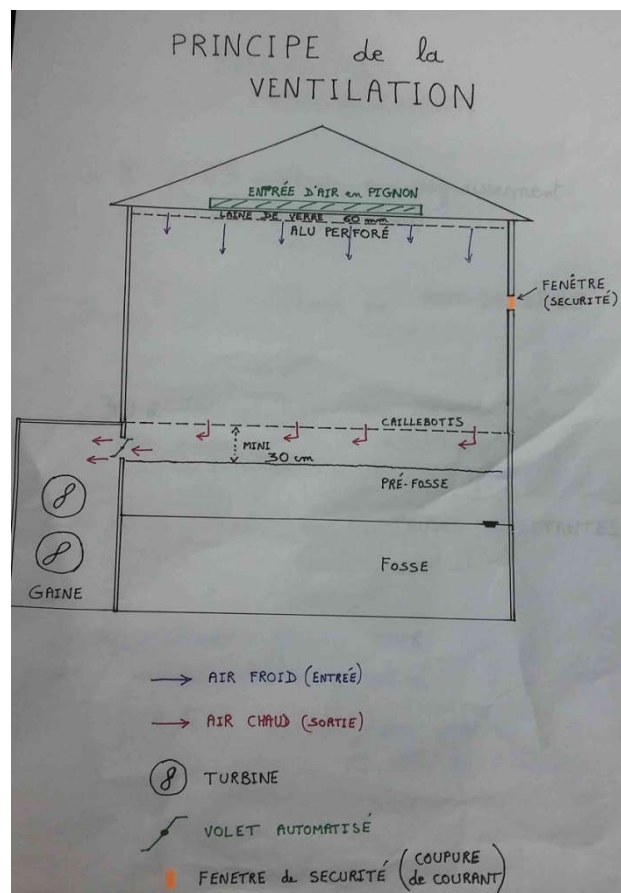 PRINCIPE de la
VENTILATION
ENTRÉE D'AIR en PIGNON
LAINE DE VERRE 60 mm
ALU PERFORÉ
FENÊTRE
(SECURITÉ)
CAILLEBOTIS
MINI
30 cm
PRÉ-FOSSE
FOSSE
GAINE
AIR FROID (ENTRÉE)
AIR CHAUD (SORTIE)
TURBINE
VOLET AUTOMATISÉ
FENETRE de SECURITÉ (COUPURE de COURANT)